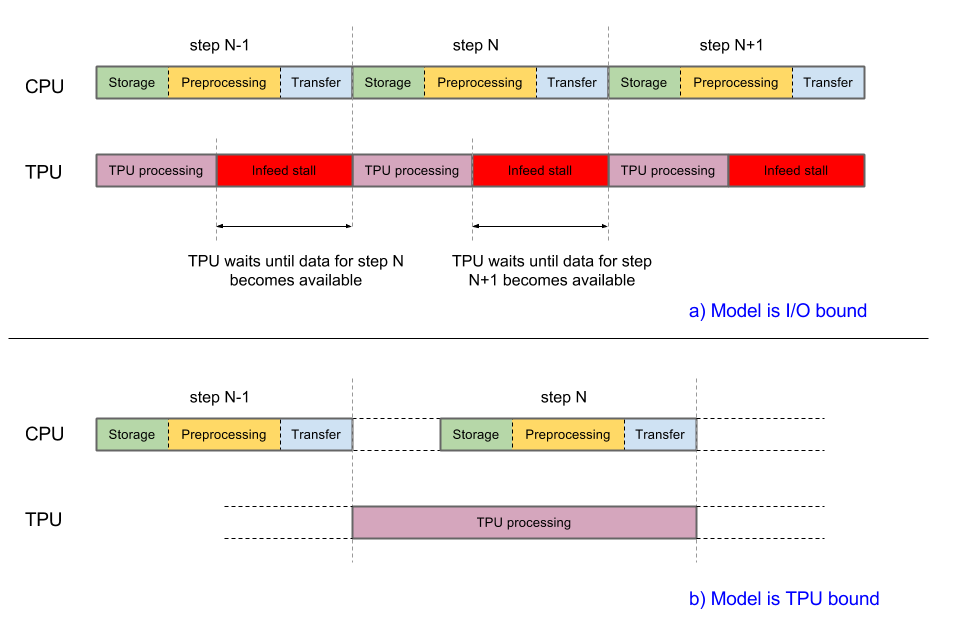 step N-1 step N step N+1
CPU Storage Preprocessing Transfer Storage Preprocessing Transfer Storage Preprocessing Transfer
TPU TPU processing Infeed stall TPU processing Infeed stall TPU processing Infeed stall
TPU waits until data for step N
becomes available
TPU waits until data for step
N+1 becomes available
a) Model is I/O bound
step N-1 step N
CPU Storage Preprocessing Transfer Storage Preprocessing Transfer
TPU TPU processing
b) Model is TPU bound